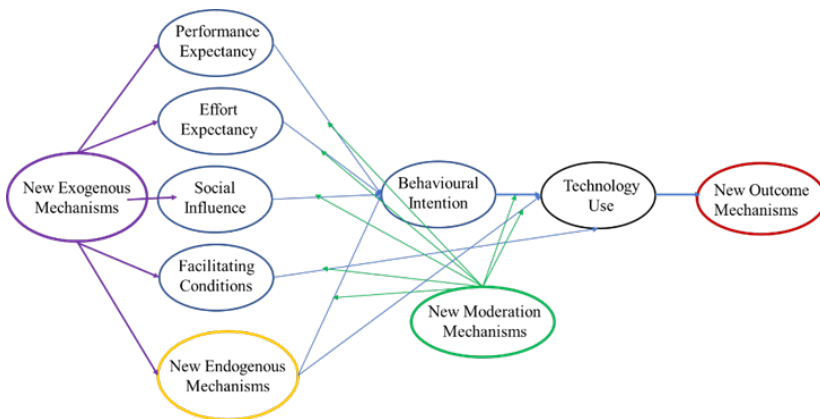 Performance
Expectancy
Effort
Expectancy
New Exogenous
Mechanisms
Social
Influence
Behavioural
Intention
Technology
Use
New Outcome
Mechanisms
Facilitating
Conditions
New Moderation
Mechanisms
New Endogenous
Mechanisms